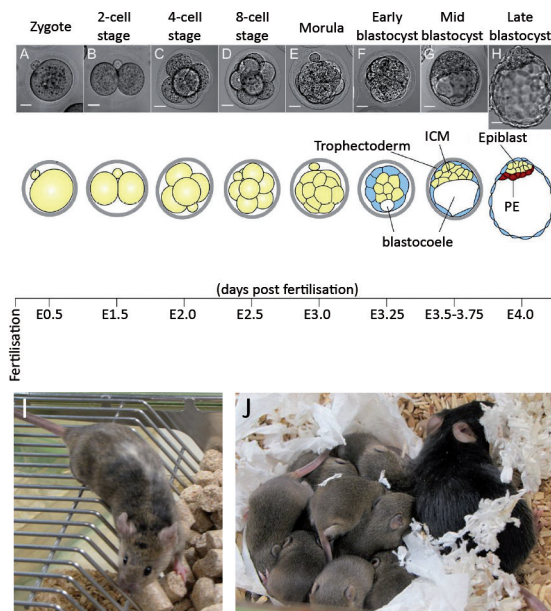 Zygote
2-cell
stage
4-cell
stage
8-cell
stage
Morula
Early
blastocyst
Mid
blastocyst
Late
blastocyst
A
B
C
D
E
F
G
H
Trophectoderm
ICM
Epiblast
PE
blastocoele
(days post fertilisation)
Fertilisation
E0.5
E1.5
E2.0
E2.5
E3.0
E3.25
E3.5-3.75
E4.0
I
J